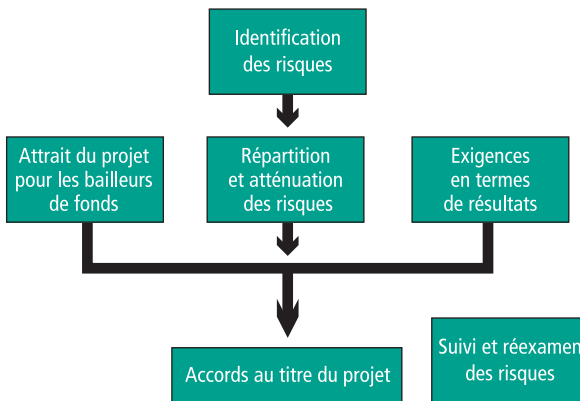 Identification
des risques
Attrait du projet
pour les bailleurs
de fonds
Répartition
et atténuation
des risques
Exigences
en termes
de résultats
Accords au titre du projet
Suivi et réexamen
des risques